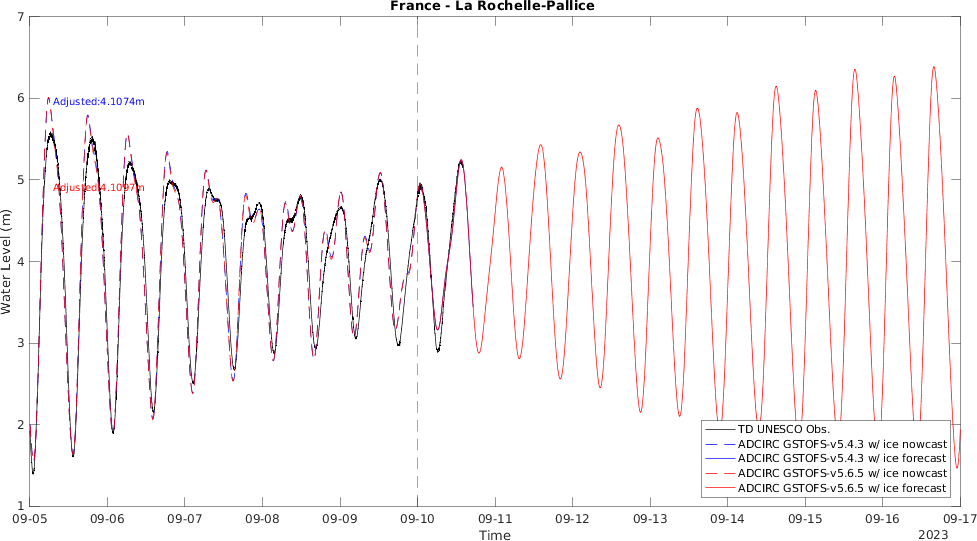 France - La Rochelle-Pallice
7
6
5
4
3
2
1
Water Level (m)
Adjusted:4.1074m
Adjusted:4.1097m
TD UNESCO Obs.
ADCIRC GSTOFS-v5.4.3 w/ ice nowcast
ADCIRC GSTOFS-v5.4.3 w/ ice forecast
ADCIRC GSTOFS-v5.6.5 w/ ice nowcast
ADCIRC GSTOFS-v5.6.5 w/ ice forecast
09-05 09-06 09-07 09-08 09-09 09-10 09-11 09-12 09-13 09-14 09-15 09-16 09-17
Time
2023